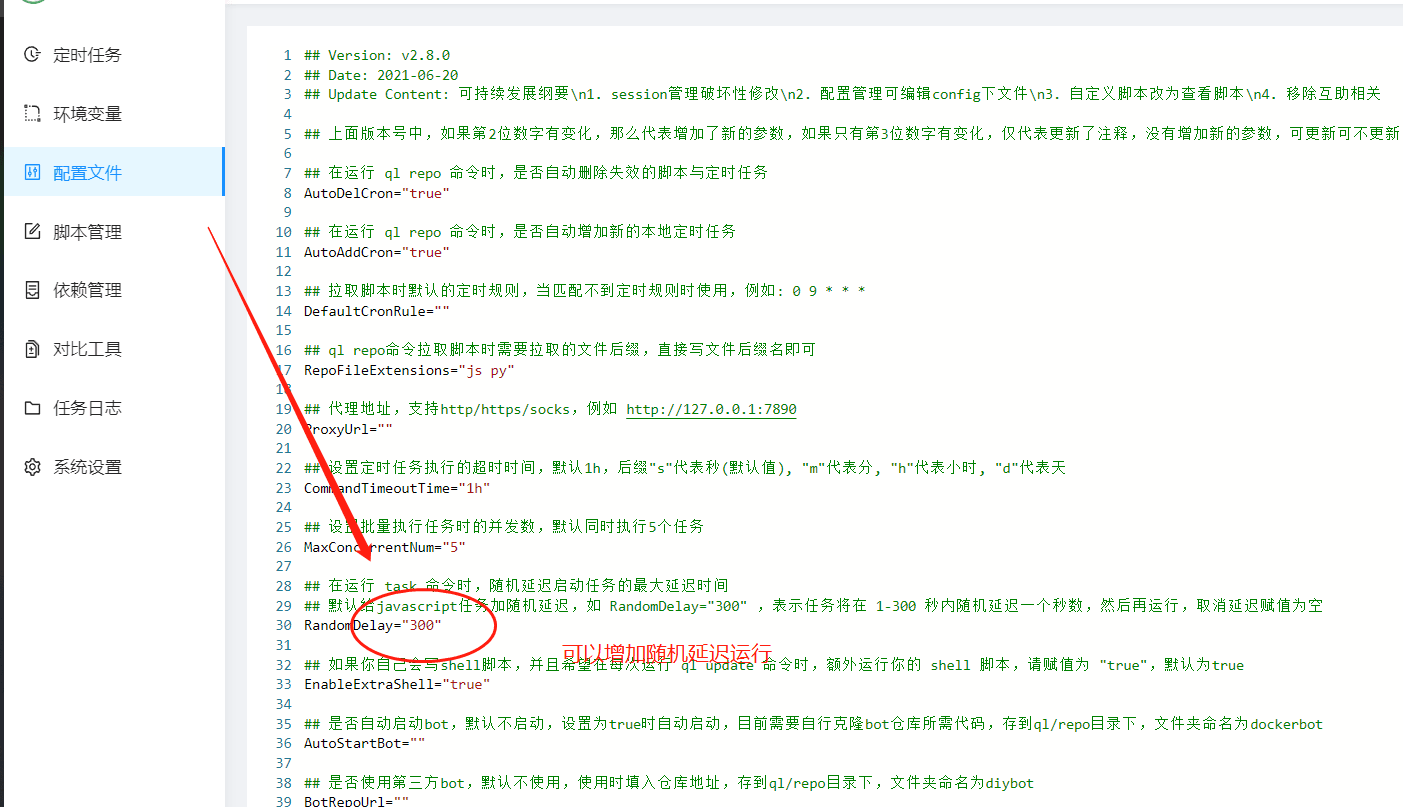 定时任务
环境变量
配置文件
脚本管理
依赖管理
对比工具
任务日志
系统设置
1 ## Version: v2.8.0
2 ## Date: 2021-06-20
3 ## Update Content: 可持续发展纲要\n1. session管理破坏性修改\n2. 配置管理可编辑config下文件\n3. 自定义脚本改为查看脚本\n4. 移除互助相关
4
5 ## 上面版本号中，如果第2位数字有变化，那么代表增加了新的参数，如果只有第3位数字有变化，仅代表更新了注释，没有增加新的参数，可更新可不更新
6
7 ## 在运行 ql repo 命令时，是否自动删除失效的脚本与定时任务
8 AutoDelCron="true"
9
10 ## 在运行 ql repo 命令时，是否自动增加新的本地定时任务
11 AutoAddCron="true"
12
13 ## 拉取脚本时默认的定时规则，当匹配不到定时规则时使用，例如: 0 9 * * *
14 DefaultCronRule=""
15
16 ## ql repo命令拉取脚本时需要拉取的文件后缀，直接写文件后缀名即可
17 RepoFileExtensions="js py"
18
19 ## 代理地址，支持http/https/socks，例如 http://127.0.0.1:7890
20 ProxyUrl=""
21
22 ## 设置定时任务执行的超时时间，默认1h，后缀"s"代表秒(默认值), "m"代表分, "h"代表小时, "d"代表天
23 CommandTimeoutTime="1h"
24
25 ## 设置批量执行任务时的并发数，默认同时执行5个任务
26 MaxConcurrentNum="5"
27
28 ## 在运行 task 命令时，随机延迟启动任务的最大延迟时间
29 ## 默认给javascript任务加随机延迟，如 RandomDelay="300" ，表示任务将在 1-300 秒内随机延迟一个秒数，然后再运行，取消延迟赋值为空
30 RandomDelay="300"
31
可以增加随机延迟运行
32 ## 如果你自己会写shell脚本，并且希望在每次运行 ql update 命令时，额外运行你的 shell 脚本，请赋值为 "true"，默认为true
33 EnableExtraShell="true"
34
35 ## 是否自动启动bot，默认不启动，设置为true时自动启动，目前需要自行克隆bot仓库所需代码，存到ql/repo目录下，文件夹命名为dockerbot
36 AutoStartBot=""
37
38 ## 是否使用第三方bot，默认不使用，使用时填入仓库地址，存到ql/repo目录下，文件夹命名为diybot
39 BotRepoUrl=""